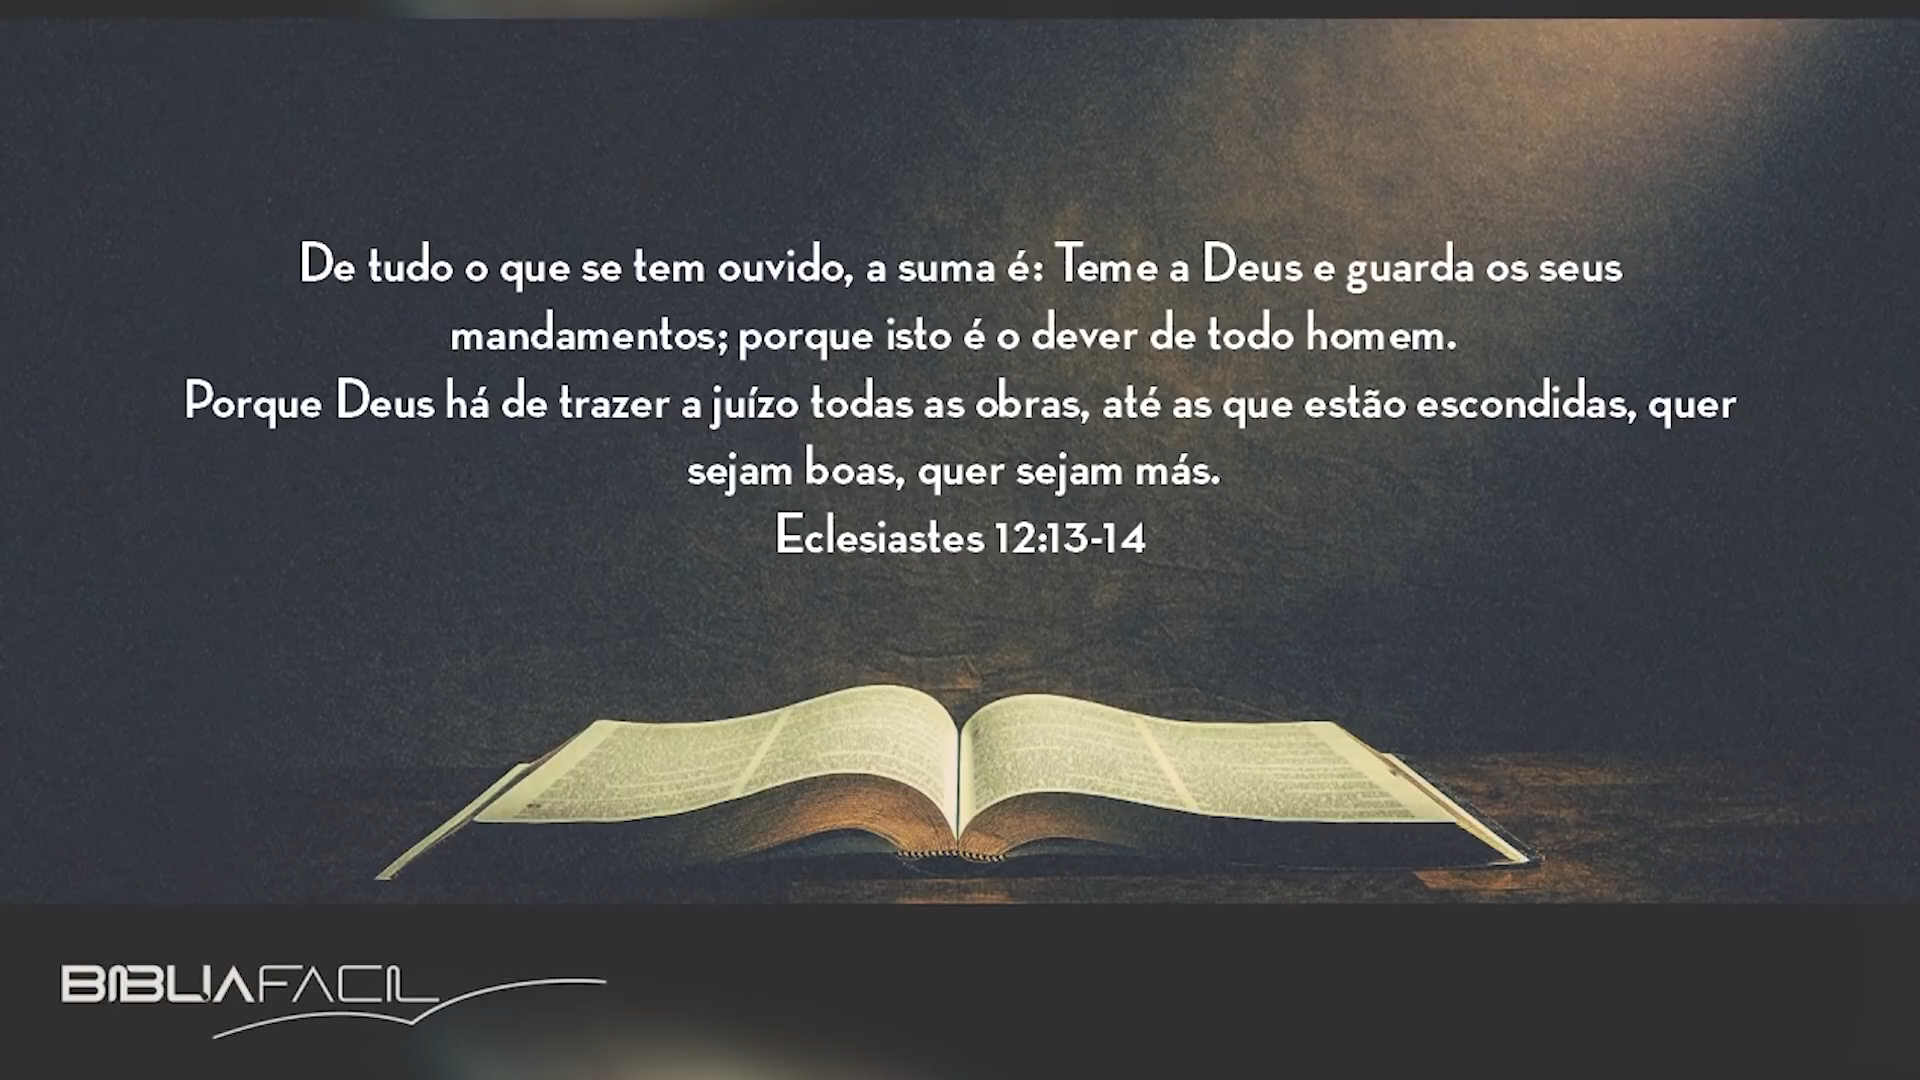 De tudo o que se tem ouvido, a suma é: Teme a Deus e guarda os seus
mandamentos; porque isto é o dever de todo homem.
Porque Deus há de trazer a juízo todas as obras, até as que estão escondidas, quer
sejam boas, quer sejam más.
Eclesiastes 12:13-14
BIBLIAFACIL